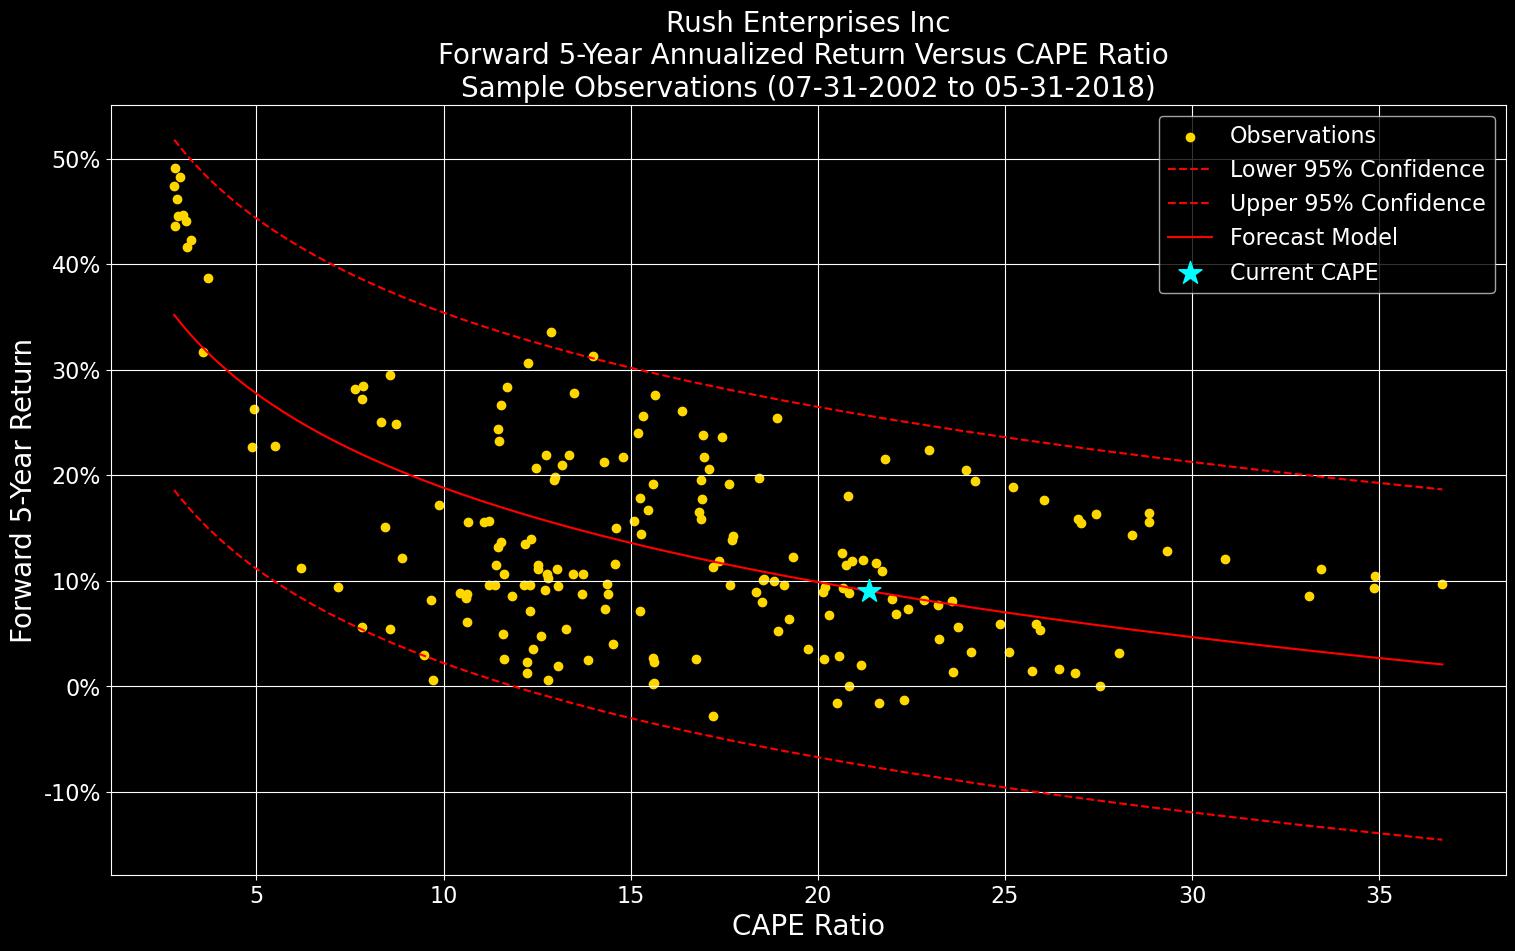 Rush Enterprises Inc
Forward 5-Year Annualized Return Versus CAPE Ratio
Sample Observations (07-31-2002 to 05-31-2018)
Observations
Lower 95% Confidence
Upper 95% Confidence
Forecast Model
Current CAPE
Forward 5-Year Return
50%
40%
30%
20%
10%
0%
-10%
5 10 15 20 25 30 35
CAPE Ratio